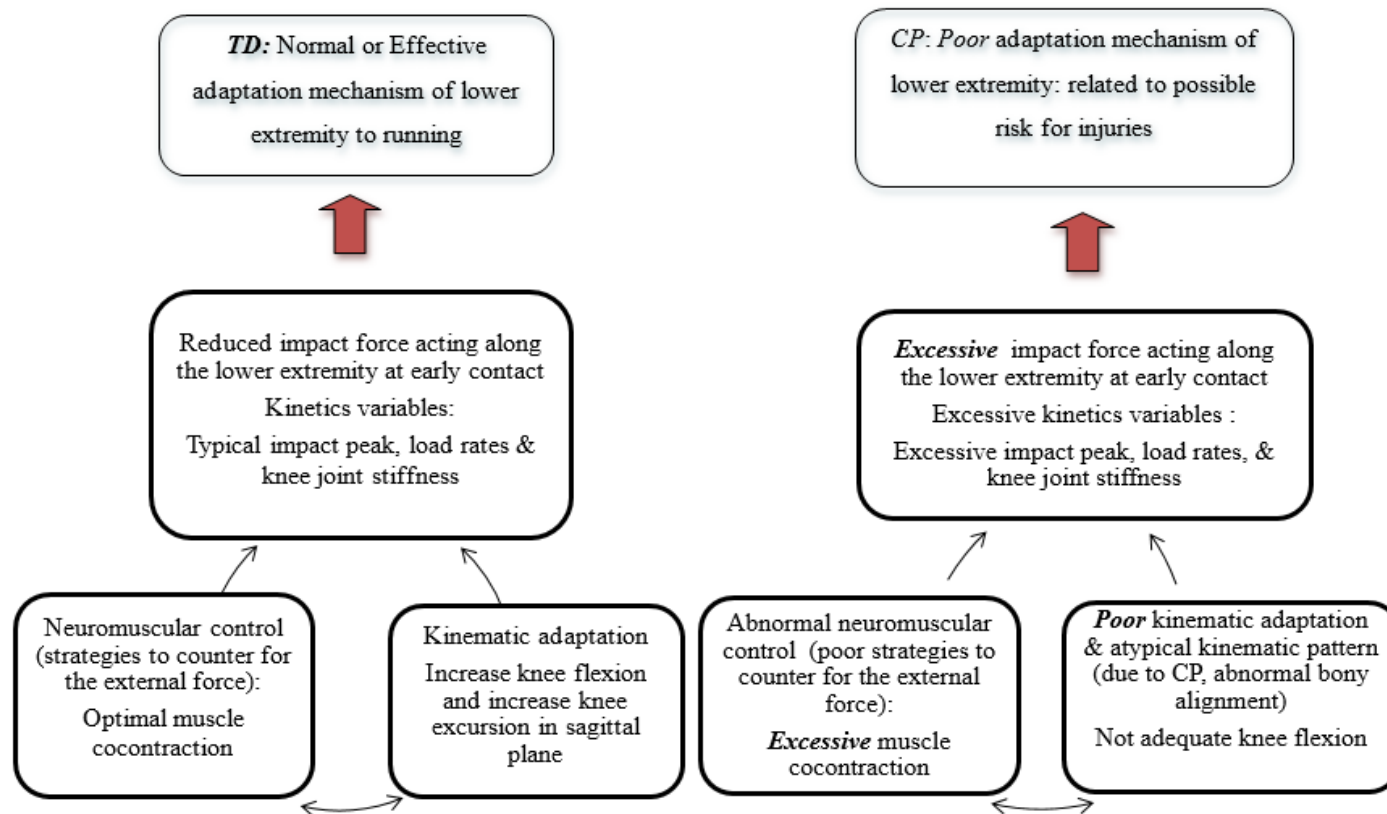 TD: Normal or Effective
adaptation mechanism of lower
extremity to running
CP: Poor adaptation mechanism of
lower extremity: related to possible
risk for injuries
Reduced impact force acting along
the lower extremity at early contact
Kinetics variables:
Typical impact peak, load rates &
knee joint stiffness
Excessive impact force acting along
the lower extremity at early contact
Excessive kinetics variables :
Excessive impact peak, load rates, &
knee joint stiffness
Neuromuscular control
(strategies to counter for
the external force):
Optimal muscle
cocontraction
Kinematic adaptation
Increase knee flexion
and increase knee
excursion in sagittal
plane
Abnormal neuromuscular
control (poor strategies to
counter for the external
force):
Excessive muscle
cocontraction
Poor kinematic adaptation
& atypical kinematic pattern
(due to CP, abnormal bony
alignment)
Not adequate knee flexion